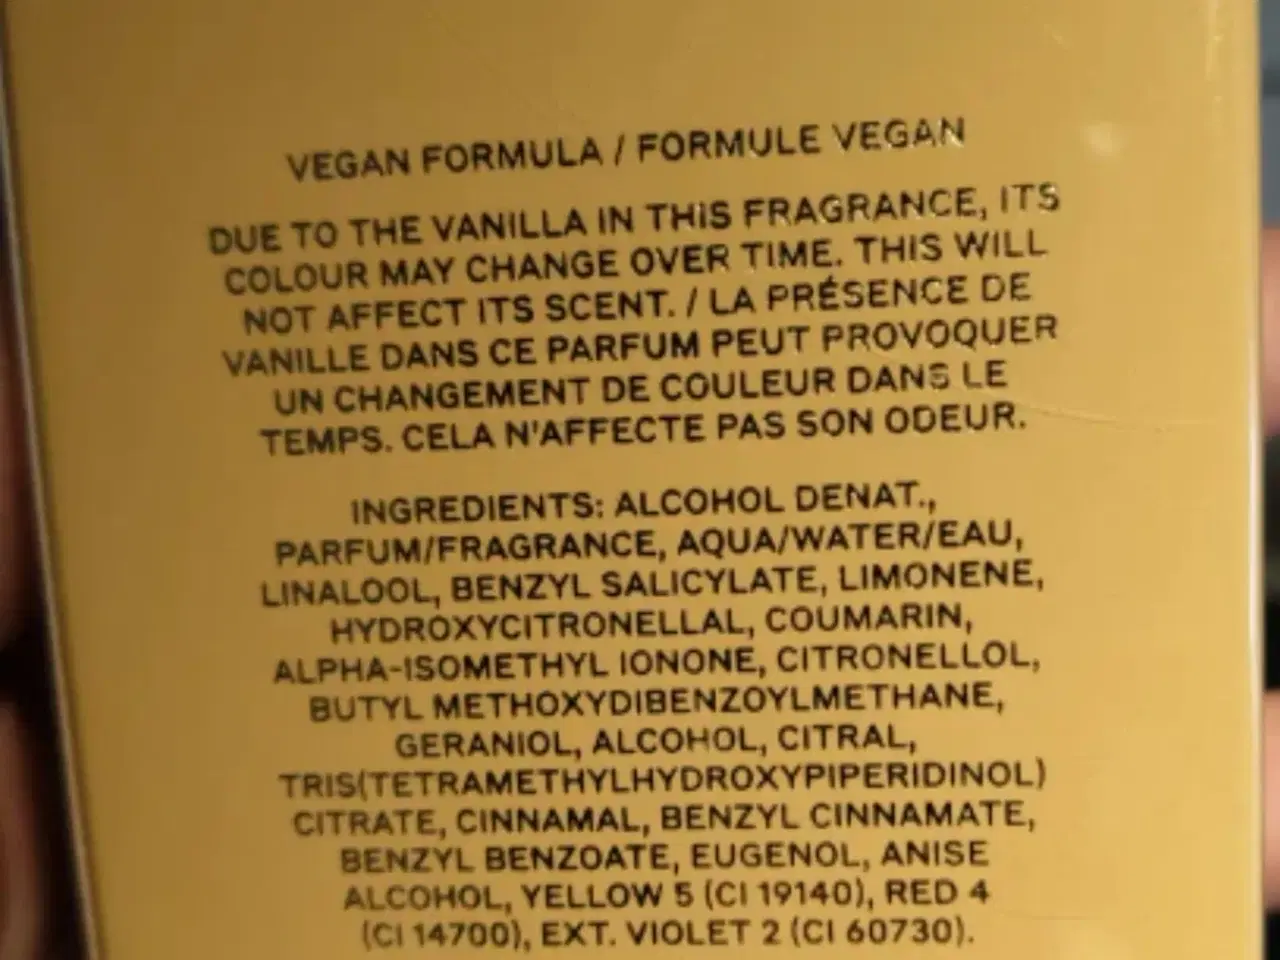 VEGAN FORMULA / FORMULE VEGAN
DUE TO THE VANILLA IN THIS FRAGRANCE, ITS
COLOUR MAY CHANGE OVER TIME. THIS WILL
NOT AFFECT ITS SCENT. / LA PRÉSENCE DE
VANILLE DANS CE PARFUM PEUT PROVOQUER
UN CHANGEMENT DE COULEUR DANS LE
TEMPS. CELA N'AFFECTE PAS SON ODEUR.
INGREDIENTS: ALCOHOL DENAT.,
PARFUM/FRAGRANCE, AQUA/WATER/EAU,
LINALOOL, BENZYL SALICYLATE, LIMONENE,
HYDROXYCITRONELLAL, COUMARIN,
ALPHA-ISOMETHYL IONONE, CITRONELLOL,
BUTYL METHOXYDIBENZOYLMETHANE,
GERANIOL, ALCOHOL, CITRAL,
TRIS(TETRAMETHYLHYDROXYPIPERIDINOL)
CITRATE, CINNAMAL, BENZYL CINNAMATE,
BENZYL BENZOATE, EUGENOL, ANISE
ALCOHOL, YELLOW 5 (CI 19140), RED 4
(CI 14700), EXT. VIOLET 2 (CI 60730).